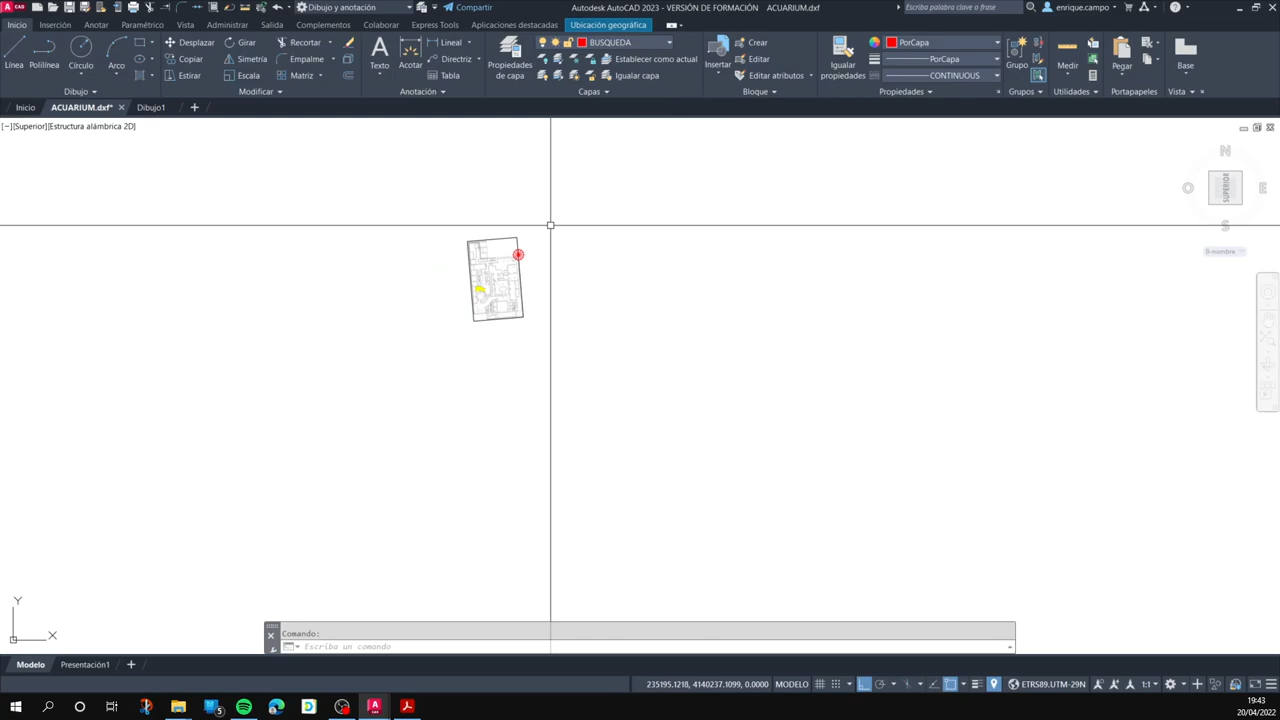 CAD
Dibujo y anotación
Compartir
Autodesk AutoCAD 2023 - VERSIÓN DE FORMACIÓN ACUARIUM.dxf
Escriba palabra clave o frase
enrique.campo
Inicio
Inserción
Anotar
Paramétrico
Vista
Administrar
Salida
Complementos
Colaborar
Express Tools
Aplicaciones destacadas
Ubicación geográfica
Línea
Polilínea
Círculo
Arco
Dibujo
Desplazar
Girar
Recortar
Copiar
Simetría
Empalme
Estirar
Escala
Matriz
Modificar
Texto
Acotar
Lineal
Directriz
Tabla
Anotación
Propiedades de capa
BUSQUEDA
Establecer como actual
Igualar capa
Capas
Insertar
Crear
Editar
Editar atributos
Bloque
Igualar propiedades
PorCapa
PorCapa
CONTINUOUS
Propiedades
Grupo
Grupos
Medir
Utilidades
Pegar
Portapapeles
Base
Vista
Inicio
ACUARIUM.dxf*
Dibujo1
[−][Superior][Estructura alámbrica 2D]
N
O
SUPERIOR
E
S
S-nombre
Y
X
Comando:
Escriba un comando
Modelo
Presentación1
235195.1218, 4140237.1099, 0.0000
MODELO
ETRS89.UTM-29N
1:1
5
19:43
20/04/2022